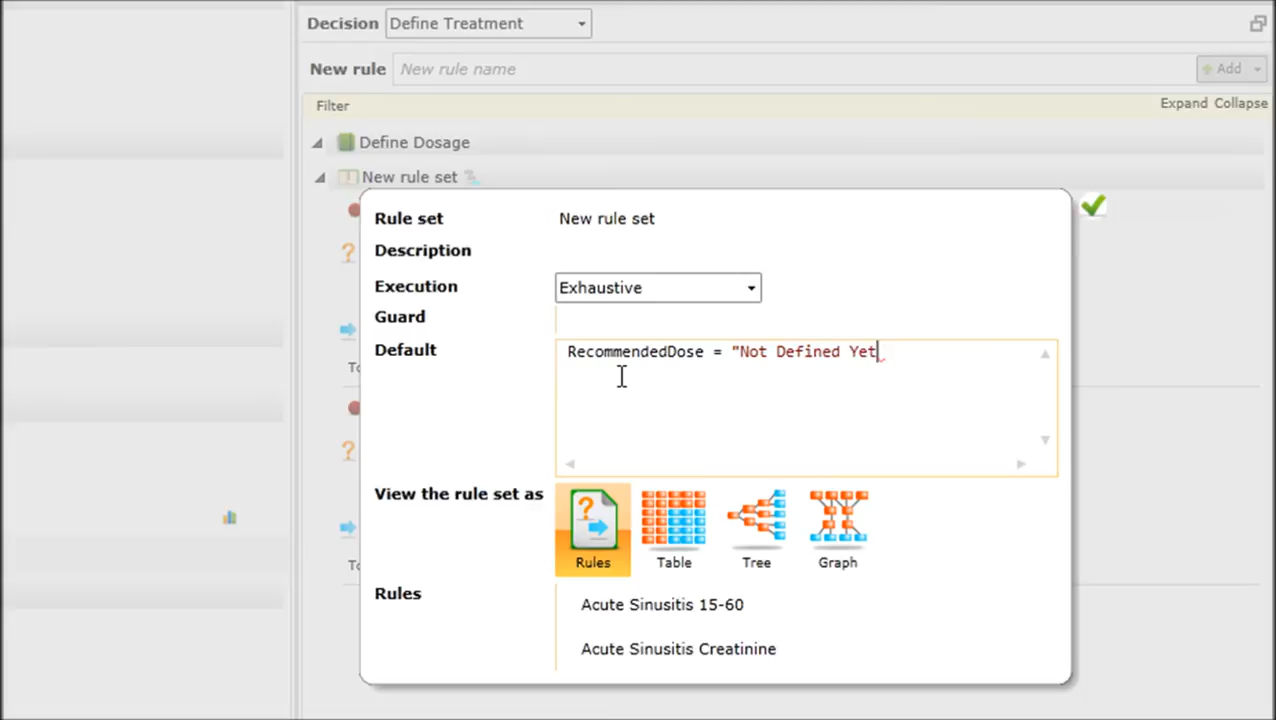 Decision Define Treatment
New rule New rule name Add
Filter Expand Collapse
Define Dosage
New rule set
Rule set New rule set
Description
Execution Exhaustive
Guard
Default RecommendedDose = "Not Defined Yet
View the rule set as
Rules Table Tree Graph
Rules Acute Sinusitis 15-60
Acute Sinusitis Creatinine